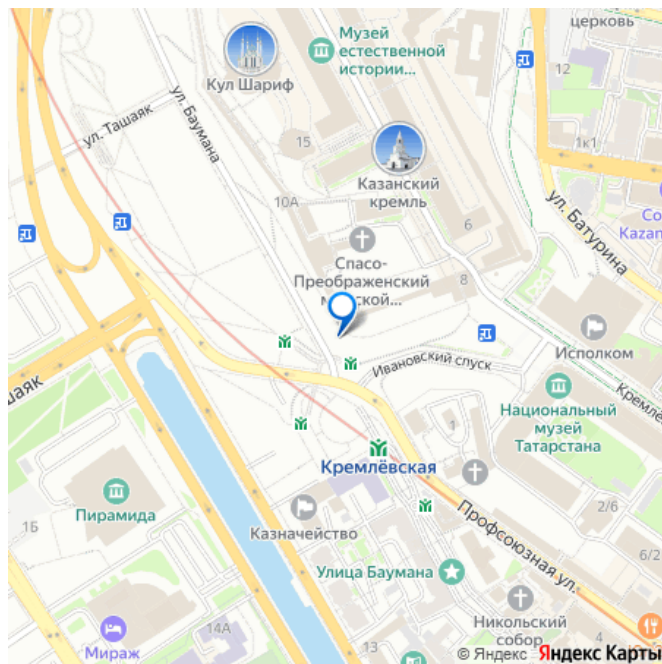 церковь
Музей
естественной
истории...
12
Кул Шариф
ул. Ташаяк
ул. Баумана
15
1к1
Казанский
кремль
ул. Батурина
10А
6
Со
Kazan
Спасо-
Преображенский
8
Исполком
Ивановский спуск
Кремлё
шаяк
Национальный
музей
Татарстана
1
Кремлёвская
Пирамида
2/6
1Б
Казначейство
Профсоюзная ул.
6/2
Улица Баумана
Никольский
собор
14А
13
4
Мираж
© Яндекс Яндекс Карты